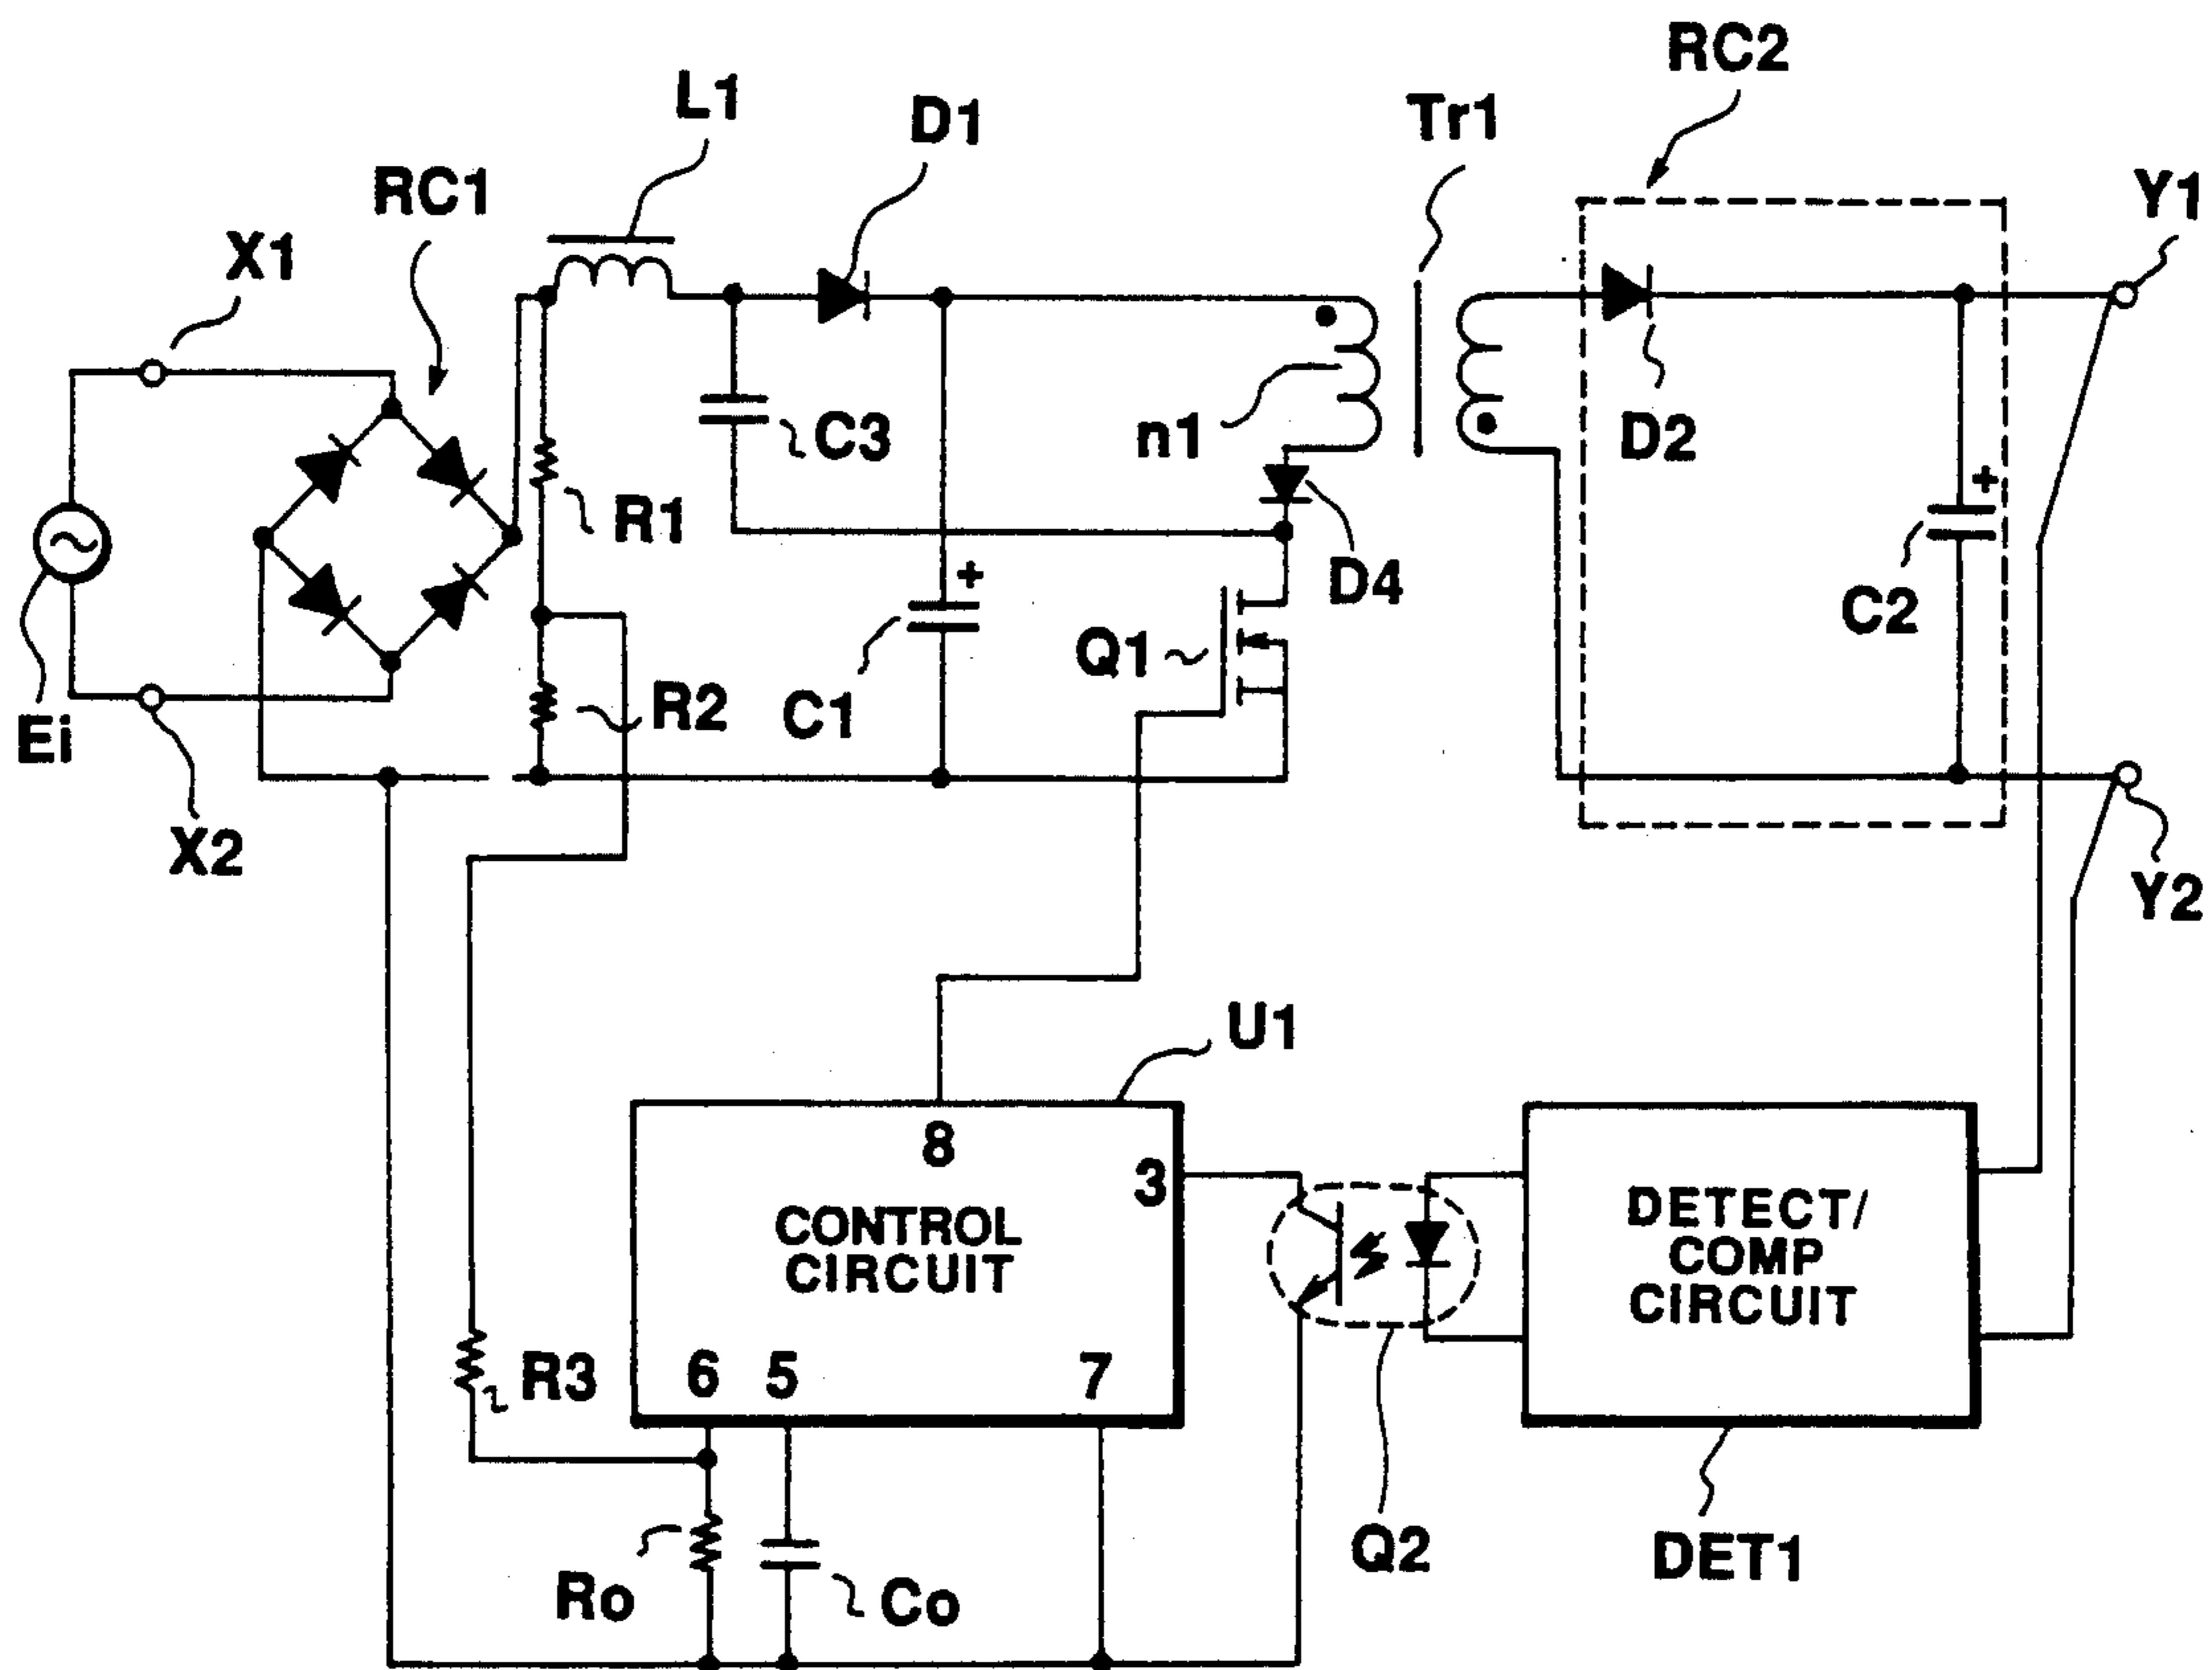 RC2
L1
D1
Tr1
RC1
Y1
X1
C3
n1
D2
+
R1
D4
+
C2
Q1
R2
C1
Ei
X2
Y2
U1
8
3
CONTROL
CIRCUIT
DETECT/
COMP
CIRCUIT
R3
6
5
7
Q2
DET1
Ro
Co